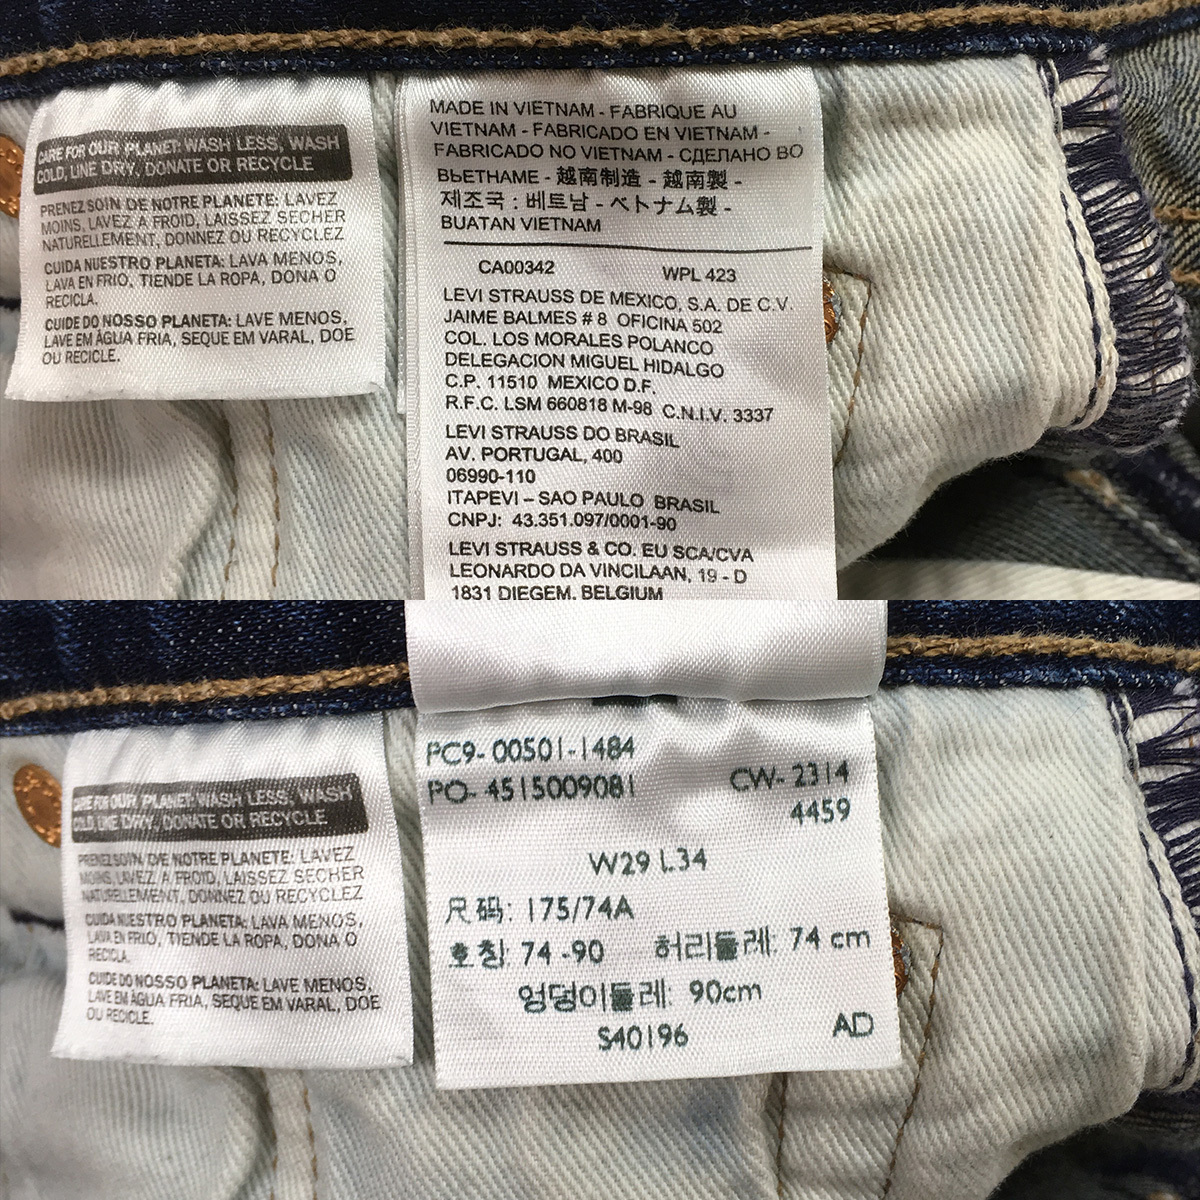 CARE FOR OUR PLANET: WASH LESS, WASH
COLD, LINE DRY, DONATE OR RECYCLE
PRENEZ SOIN DE NOTRE PLANETE: LAVEZ
MOINS, LAVEZ A FROID, LAISSEZ SECHER
NATURELLEMENT, DONNEZ OU RECYCLEZ
CUIDA NUESTRO PLANETA: LAVA MENOS,
LAVA EN FRIO, TIENDE LA ROPA, DONA O
RECICLA.
CUIDE DO NOSSO PLANETA: LAVE MENOS,
LAVE EM ÁGUA FRIA, SEQUE EM VARAL, DOE
OU RECICLE.
MADE IN VIETNAM - FABRIQUE AU
VIETNAM - FABRICADO EN VIETNAM -
FABRICADO NO VIETNAM - СДЕЛАНО ВО
ВЬЕТНАМЕ - 越南制造 - 越南製 -
제조국 : 베트남 - ベトナム製 -
BUATAN VIETNAM
CA00342 WPL 423
LEVI STRAUSS DE MEXICO, S.A. DE C.V.
JAIME BALMES # 8 OFICINA 502
COL. LOS MORALES POLANCO
DELEGACION MIGUEL HIDALGO
C.P. 11510 MEXICO D.F.
R.F.C. LSM 660818 M-98 C.N.I.V. 3337
LEVI STRAUSS DO BRASIL
AV. PORTUGAL, 400
06990-110
ITAPEVI – SAO PAULO BRASIL
CNPJ: 43.351.097/0001-90
LEVI STRAUSS & CO. EU SCA/CVA
LEONARDO DA VINCILAAN, 19 - D
1831 DIEGEM, BELGIUM
CARE FOR OUR PLANET: WASH LESS, WASH
COLD, LINE DRY, DONATE OR RECYCLE
PRENEZ SOIN DE NOTRE PLANETE: LAVEZ
MOINS, LAVEZ A FROID, LAISSEZ SECHER
NATURELLEMENT, DONNEZ OU RECYCLEZ
CUIDA NUESTRO PLANETA: LAVA MENOS,
LAVA EN FRIO, TIENDE LA ROPA, DONA O
RECICLA.
CUIDE DO NOSSO PLANETA: LAVE MENOS,
LAVE EM ÁGUA FRIA, SEQUE EM VARAL, DOE
OU RECICLE.
PC9- 00501-1484
PO- 4515009081 CW- 2314
4459
W29 L34
尺码: 175/74A
호칭: 74 -90 허리둘레: 74 cm
엉덩이둘레: 90cm
S40196 AD